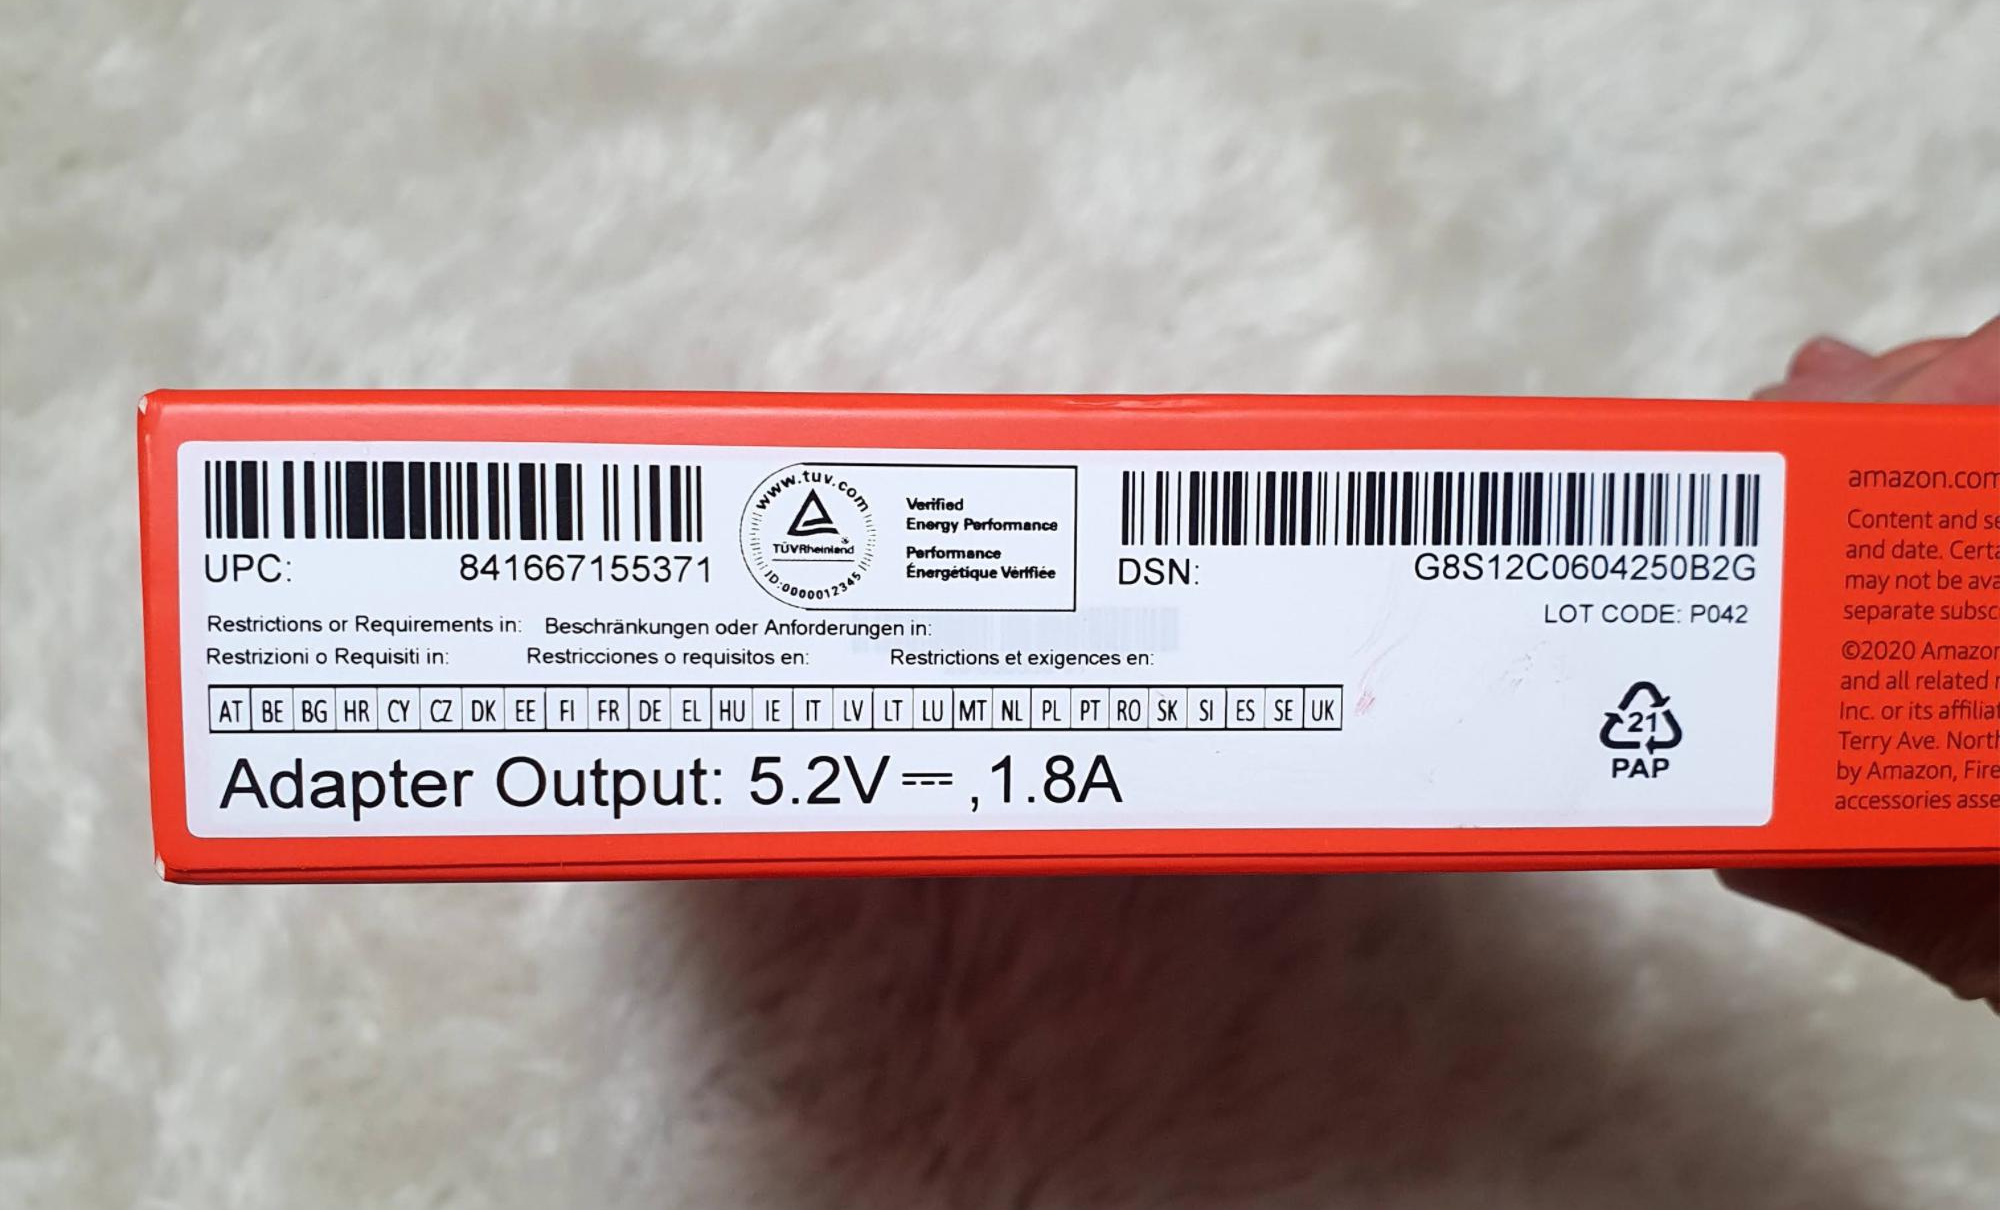 UPC: 841667155371
www.tuv.com
TÜVRheinland
ID:0000012345
Verified
Energy Performance
Performance
Énergétique Vérifiée
DSN: G8S12C0604250B2G
LOT CODE: P042
Restrictions or Requirements in: Beschränkungen oder Anforderungen in:
Restrizioni o Requisiti in: Restricciones o requisitos en: Restrictions et exigences en:
AT BE BG HR CY CZ DK EE FI FR DE EL HU IE IT LV LT LU MT NL PL PT RO SK SI ES SE UK
Adapter Output: 5.2V⎓,1.8A
21
PAP
amazon.com
Content and
and date.
may not be
separate
©2020 Amazon
and all related
Inc. or its
Terry Ave.
by Amazon, Fire
accessories